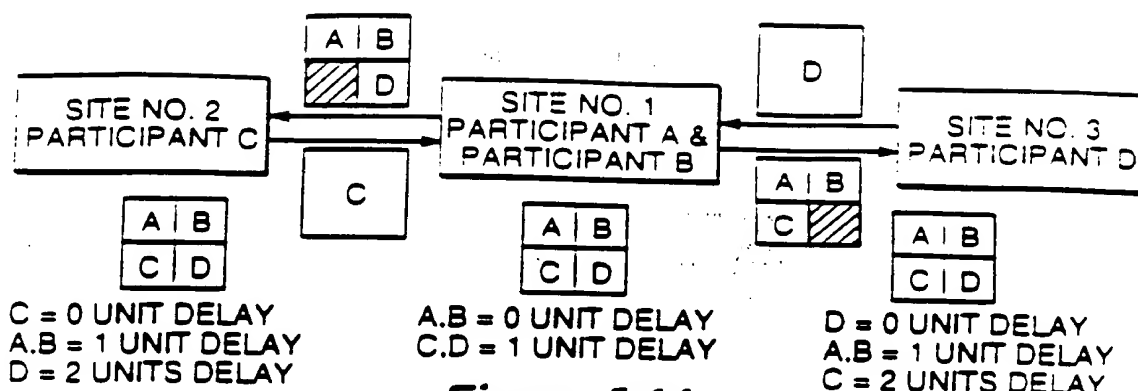 A B
D
SITE NO. 2
PARTICIPANT C
C
A B
C D
C = 0 UNIT DELAY
A.B = 1 UNIT DELAY
D = 2 UNITS DELAY
SITE NO. 1
PARTICIPANT A &
PARTICIPANT B
A B
C D
A.B = 0 UNIT DELAY
C.D = 1 UNIT DELAY
D
SITE NO. 3
PARTICIPANT D
A B
C
A B
C D
D = 0 UNIT DELAY
A.B = 1 UNIT DELAY
C = 2 UNITS DELAY